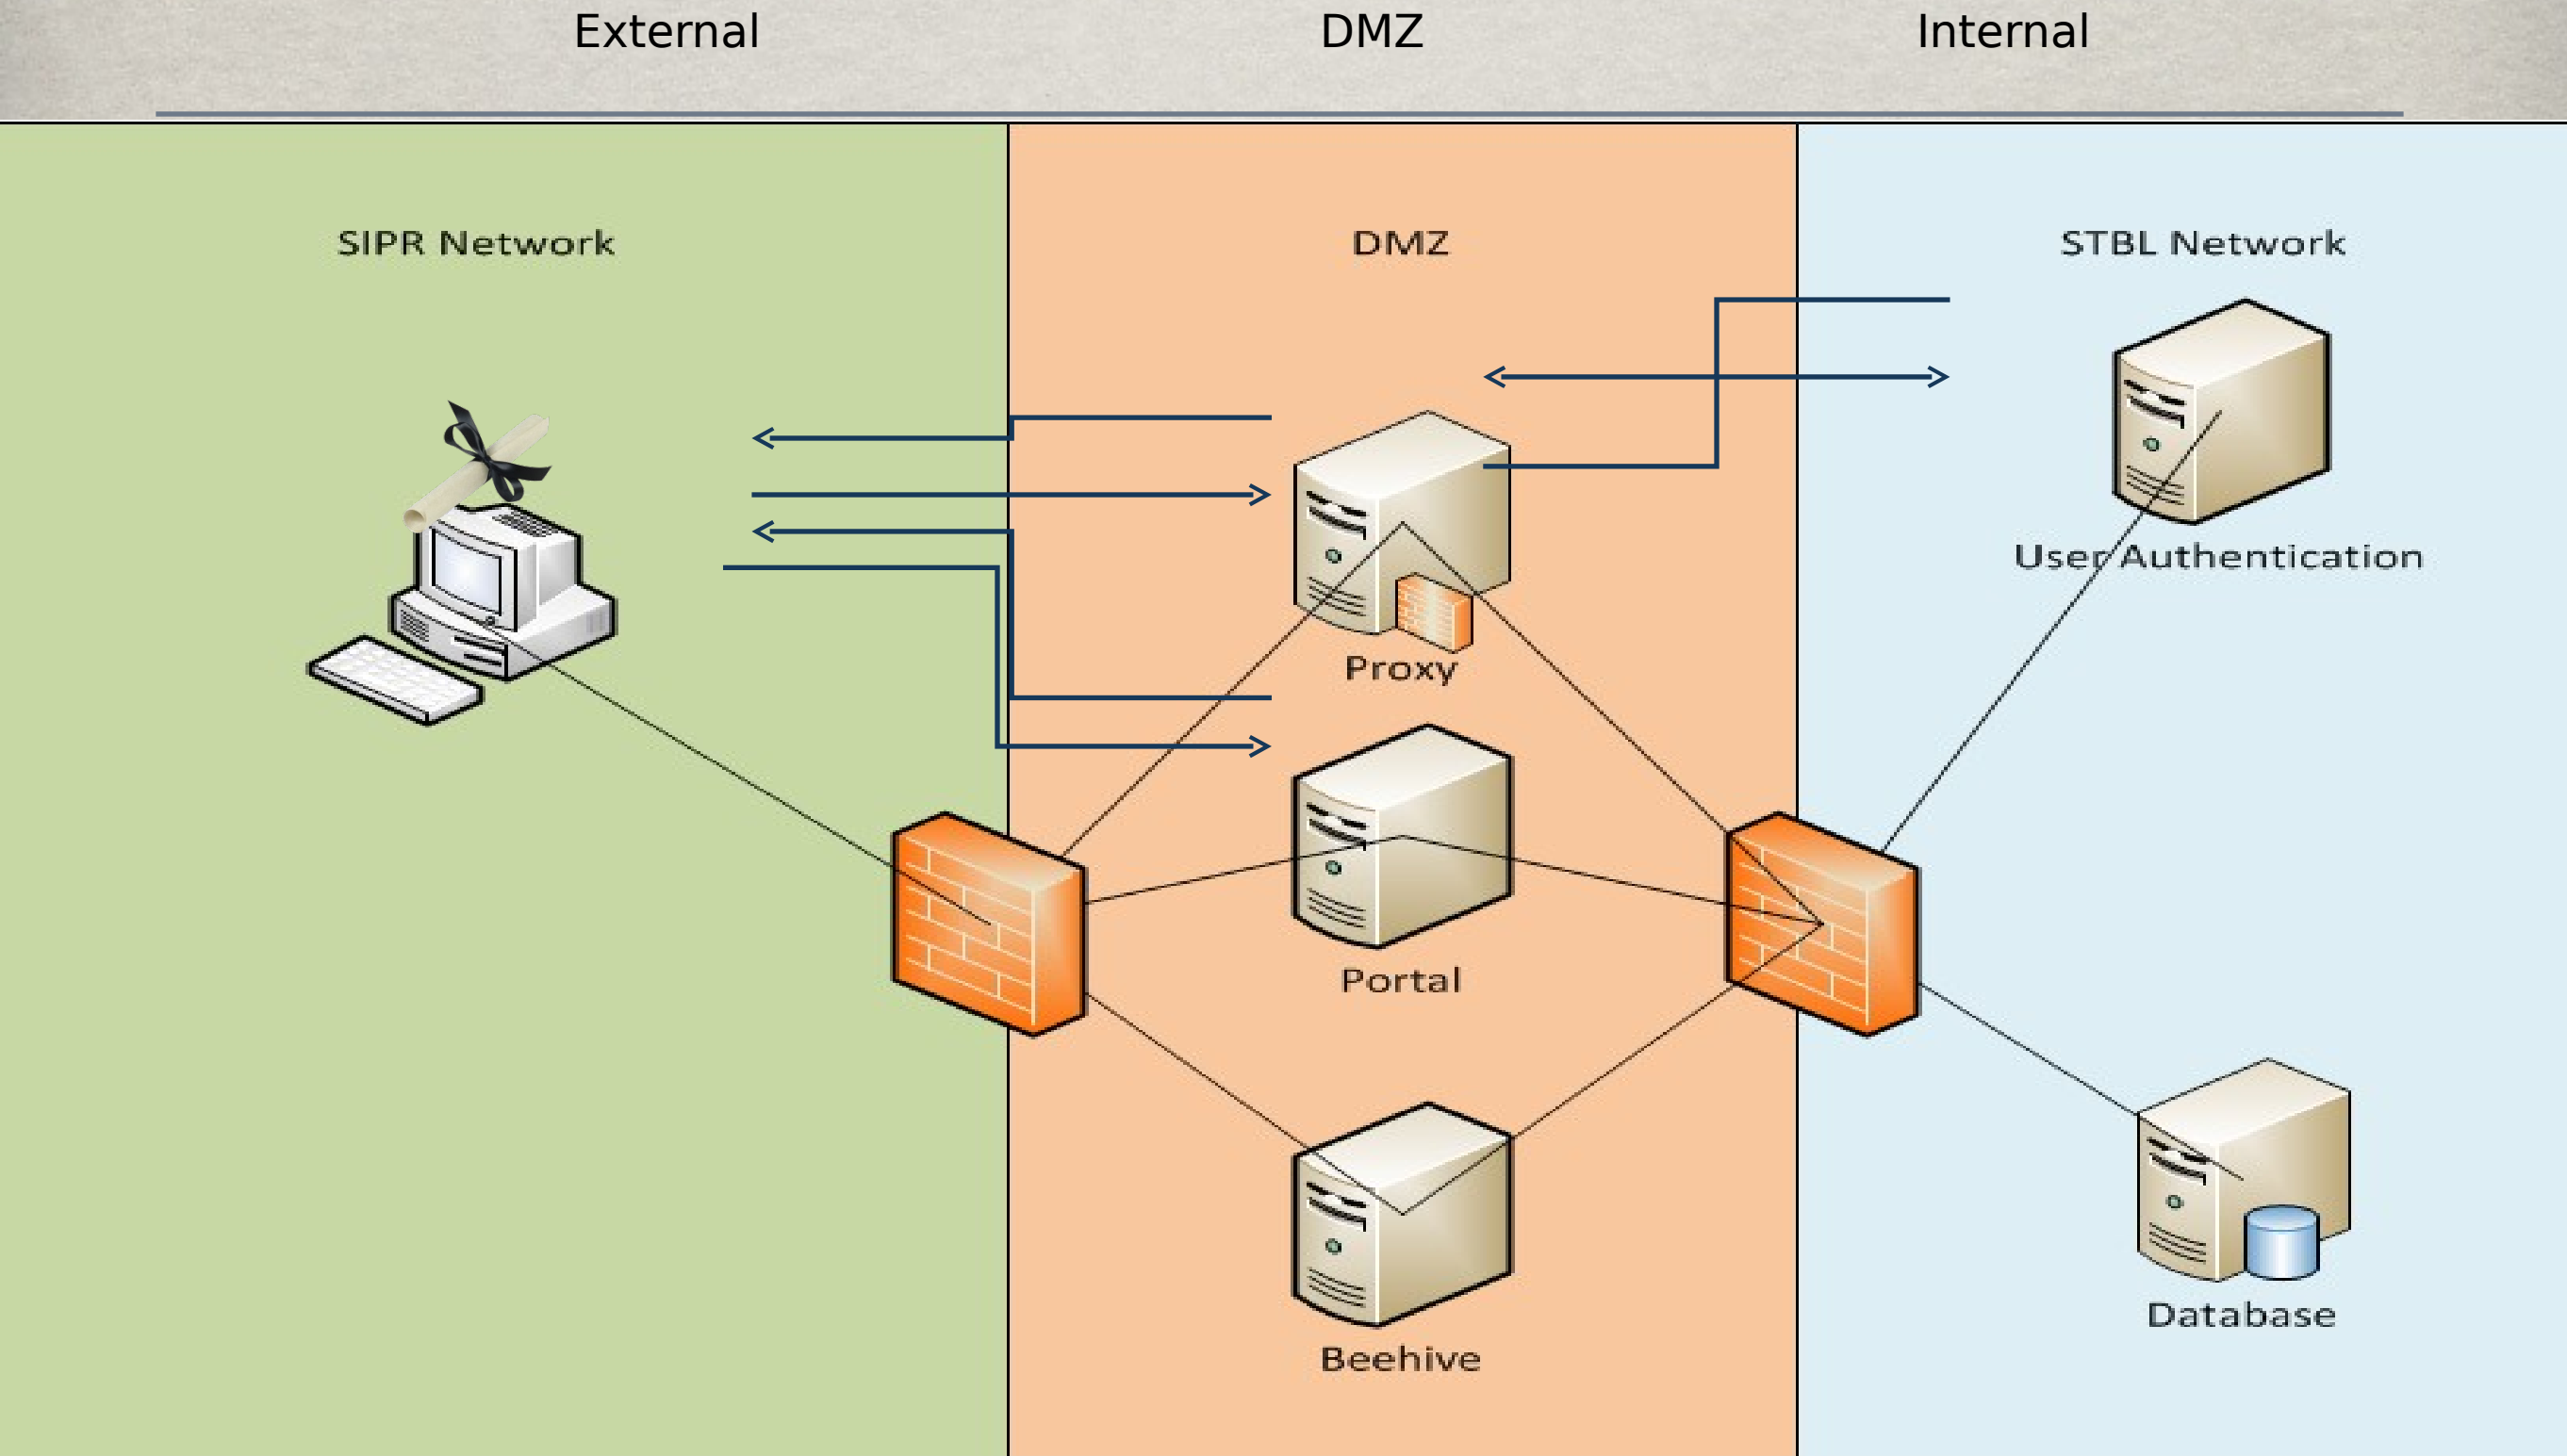 External
DMZ
Internal
SIPR Network
DMZ
STBL Network
User Authentication
Proxy
Portal
Database
Beehive